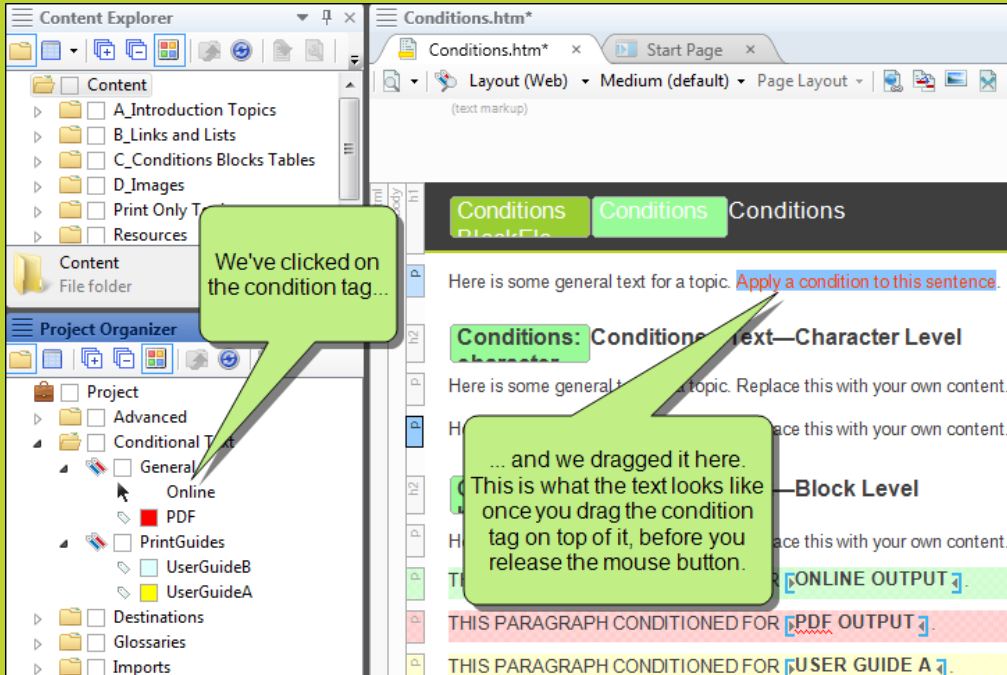 Content Explorer
Content
A_Introduction Topics
B_Links and Lists
C_Conditions Blocks Tables
D_Images
Print Only
Resources
Content
File folder
We've clicked on
the condition tag...
Project Organizer
Project
Advanced
Conditional Text
General
Online
PDF
PrintGuides
UserGuideB
UserGuideA
Destinations
Glossaries
Imports
Conditions.htm*
Conditions.htm* × Start Page ×
Layout (Web) Medium (default) Page Layout
(text markup)
html body h1
Conditions Conditions Conditions
p
Here is some general text for a topic. Apply a condition to this sentence.
h2
Conditions: Conditioned Text—Character Level
p
Here is some general topic. Replace this with your own content.
p
ace this with your own content.
... and we dragged it here.
This is what the text looks like
once you drag the condition
tag on top of it, before you
release the mouse button.
h2
—Block Level
p
ace this with your own content.
p
ONLINE OUTPUT.
p
THIS PARAGRAPH CONDITIONED FOR PDF OUTPUT.
p
THIS PARAGRAPH CONDITIONED FOR USER GUIDE A.